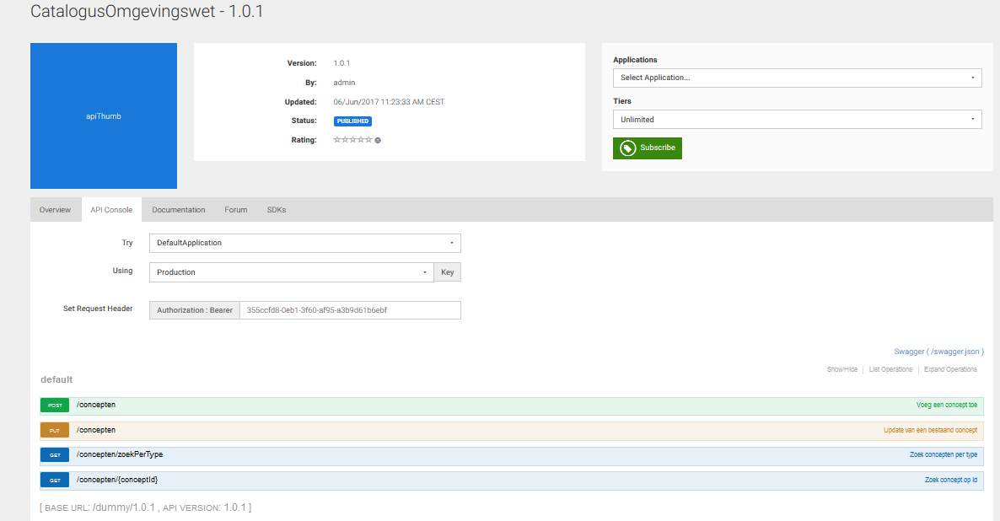 CatalogusOmgevingswet - 1.0.1
apiThumb
Version: 1.0.1
By: admin
Updated: 06/Jun/2017 11:23:33 AM CEST
Status: PUBLISHED
Rating:
Applications
Select Application...
Tiers
Unlimited
Subscribe
Overview API Console Documentation Forum SDKs
Try DefaultApplication
Using Production Key
Set Request Header Authorization : Bearer 355ccfd8-0eb1-3f60-af95-a3b9d61b6ebf
Swagger ( /swagger.json )
Show/Hide List Operations Expand Operations
default
POST /concepten Voeg een concept toe
PUT /concepten Update van een bestaand concept
GET /concepten/zoekPerType Zoek concepten per type
GET /concepten/{conceptId} Zoek concept op Id
[ BASE URL: /dummy/1.0.1 , API VERSION: 1.0.1 ]